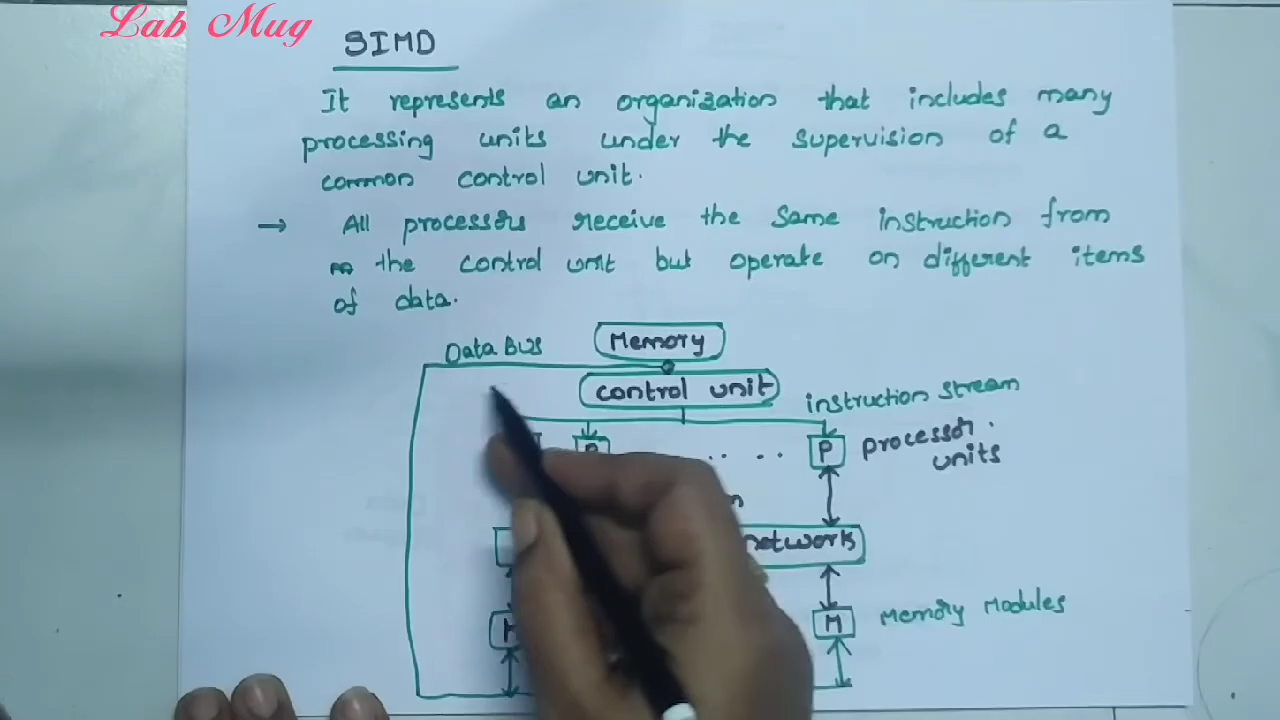 Lab Mug
SIMD
It represents an organization that includes many
processing units under the supervision of a
common control unit.
→ All processors receive the same instruction from
the control unit but operate on different items
of data.
Data Bus
Memory
control unit
instruction stream
P
P
processor
units
network
M
M
Memory Modules